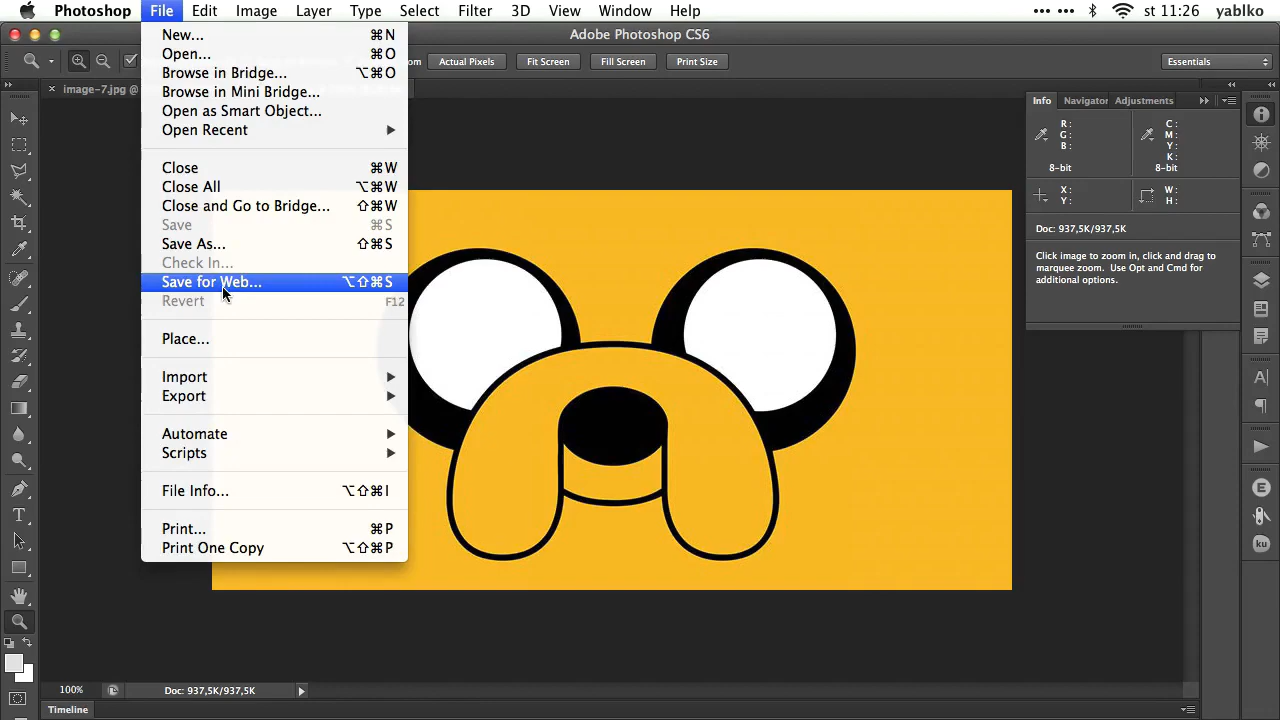 Photoshop File Edit Image Layer Type Select Filter 3D View Window Help st 11:26 yablko
Adobe Photoshop CS6
Actual Pixels Fit Screen Fill Screen Print Size Essentials
image-7.jpg @
New... ⌘N
Open... ⌘O
Browse in Bridge... ⌥⌘O
Browse in Mini Bridge...
Open as Smart Object...
Open Recent
Close ⌘W
Close All ⌥⌘W
Close and Go to Bridge... ⇧⌘W
Save ⌘S
Save As... ⇧⌘S
Check In...
Save for Web... ⌥⇧⌘S
Revert F12
Place...
Import
Export
Automate
Scripts
File Info... ⌥⇧⌘I
Print... ⌘P
Print One Copy ⌥⇧⌘P
Info Navigator Adjustments
R: C:
G: M:
B: Y:
K:
8-bit 8-bit
X: W:
Y: H:
Doc: 937,5K/937,5K
Click image to zoom in, or drag to
marquee zoom. Use Opt and Cmd for
additional options.
100% Doc: 937,5K/937,5K
Timeline